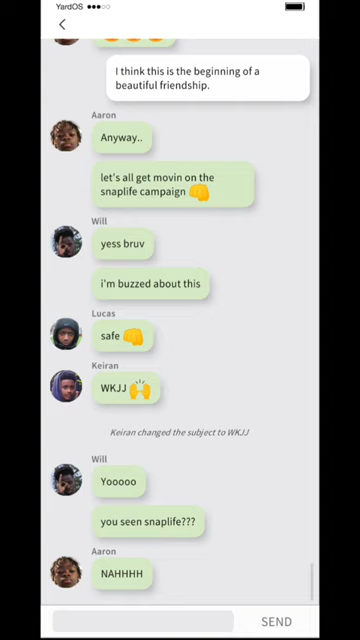 YardOS
I think this is the beginning of a
beautiful friendship.
Aaron
Anyway..
let's all get movin on the
snaplife campaign 👊
Will
yess bruv
i'm buzzed about this
Lucas
safe 👊
Keiran
WKJJ 🙌
Keiran changed the subject to WKJJ
Will
Yooooo
you seen snaplife???
Aaron
NAHHHH
SEND